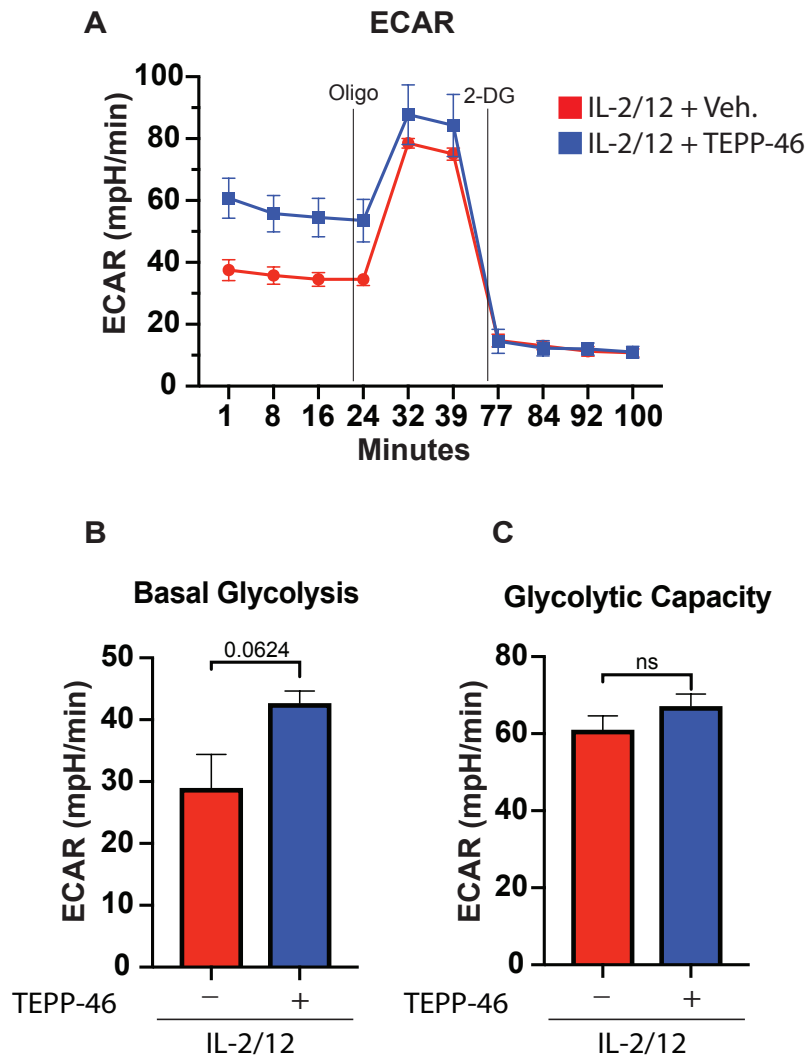 A
ECAR
100
80
60
40
20
0
ECAR (mpH/min)
Oligo
2-DG
IL-2/12 + Veh.
IL-2/12 + TEPP-46
1 8 16 24 32 39 77 84 92 100
Minutes
B
Basal Glycolysis
50
40
30
20
10
0
ECAR (mpH/min)
0.0624
TEPP-46 − +
IL-2/12
C
Glycolytic Capacity
80
60
40
60
20
0
ECAR (mpH/min)
ns
TEPP-46 − +
IL-2/12